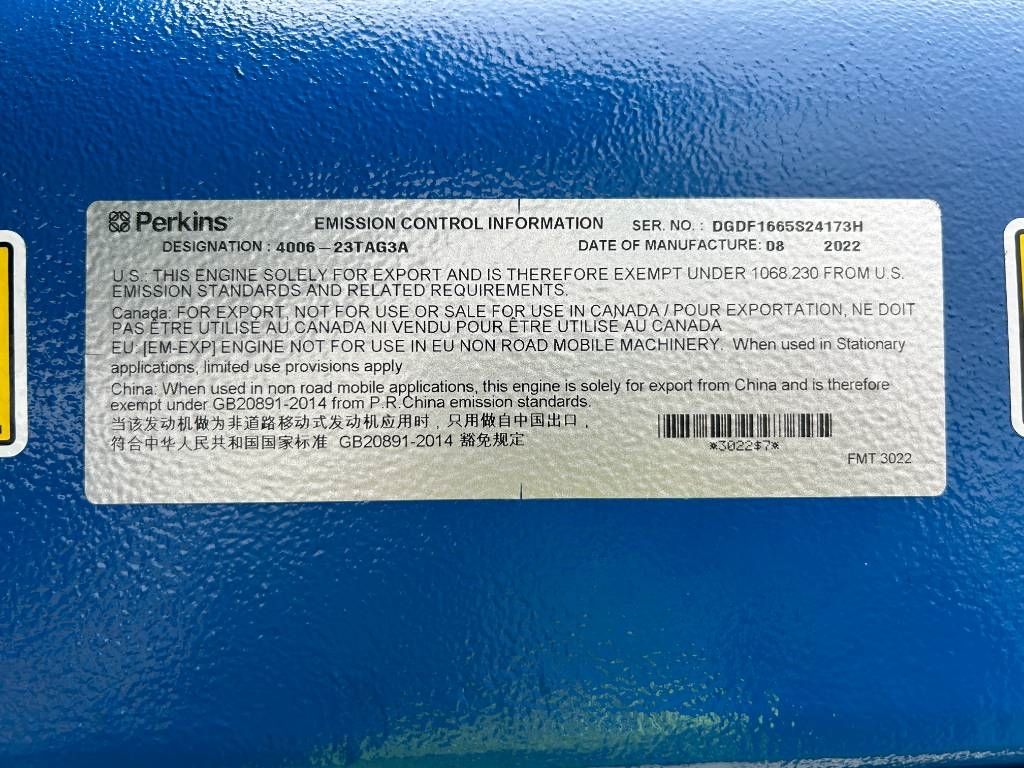 Perkins EMISSION CONTROL INFORMATION SER. NO. : DGDF1665S24173H
DESIGNATION : 4006 – 23TAG3A DATE OF MANUFACTURE: 08 2022
U.S.: THIS ENGINE SOLELY FOR EXPORT AND IS THEREFORE EXEMPT UNDER 1068.230 FROM U.S.
EMISSION STANDARDS AND RELATED REQUIREMENTS.
Canada: FOR EXPORT, NOT FOR USE OR SALE FOR USE IN CANADA / POUR EXPORTATION, NE DOIT
PAS ÊTRE UTILISÉ AU CANADA NI VENDU POUR ÊTRE UTILISÉ AU CANADA
EU: [EM-EXP] ENGINE NOT FOR USE IN EU NON ROAD MOBILE MACHINERY. When used in Stationary
applications, limited use provisions apply
China: When used in non road mobile applications, this engine is solely for export from China and is therefore
exempt under GB20891-2014 from P.R.China emission standards.
当该发动机做为非道路移动式发动机应用时，只用做自中国出口，
符合中华人民共和国国家标准 GB20891-2014 豁免规定
*3022$7*
FMT 3022